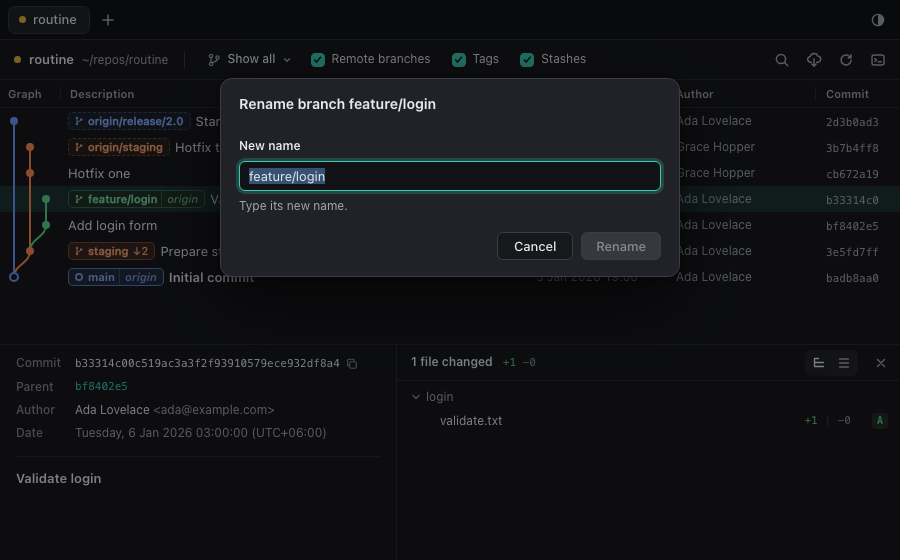 routine
routine ~/repos/routine Show all Remote branches Tags Stashes
Graph Description Author Commit
origin/release/2.0 Star Ada Lovelace 2d3b0ad3
origin/staging Hotfix t Grace Hopper 3b7b4ff8
Hotfix one Grace Hopper cb672a19
feature/login origin Ada Lovelace b33314c0
Add login form Ada Lovelace bf8402e5
staging ↓2 Prepare st Ada Lovelace 3e5fd7ff
main origin Initial commit Ada Lovelace badb8aa0
Rename branch feature/login
New name
feature/login
Type its new name.
Cancel Rename
Commit b33314c00c519ac3a3f2f93910579ece932df8a4
Parent bf8402e5
Author Ada Lovelace <ada@example.com>
Date Tuesday, 6 Jan 2026 03:00:00 (UTC+06:00)
Validate login
1 file changed +1 −0
login
validate.txt +1 −0 A